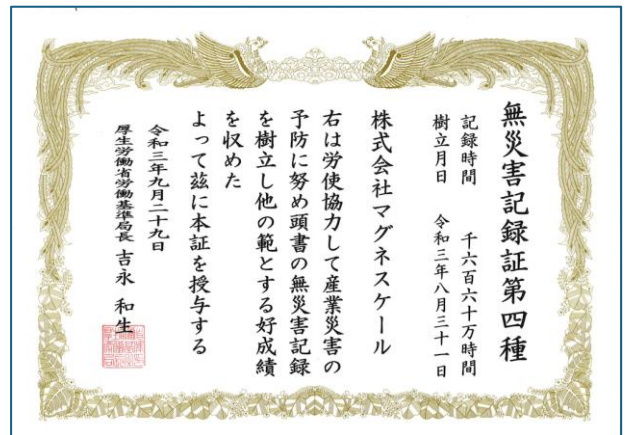 無災害記録証第四種
記録時間　千六百六十万時間
樹立月日　令和三年八月三十一日
株式会社マグネスケール
右は労使協力して産業災害の
予防に努め頭書の無災害記録
を樹立し他の範とする好成績
を収めた
よって茲に本証を授与する
令和三年九月二十九日
厚生労働省労働基準局長　吉永　和生